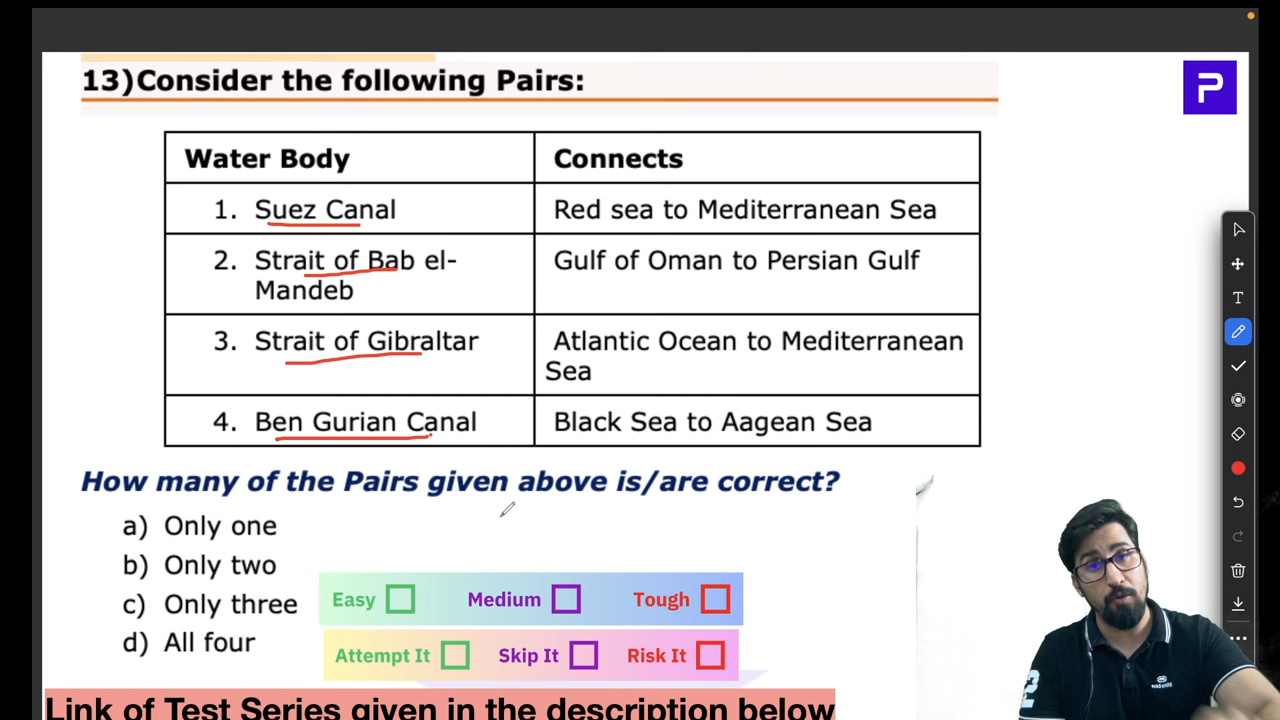 13)Consider the following Pairs:
P
Water Body Connects
1. Suez Canal Red sea to Mediterranean Sea
2. Strait of Bab el- Gulf of Oman to Persian Gulf
Mandeb
3. Strait of Gibraltar Atlantic Ocean to Mediterranean
Sea
4. Ben Gurian Canal Black Sea to Aagean Sea
How many of the Pairs given above is/are correct?
a) Only one
b) Only two
c) Only three
d) All four
Easy Medium Tough
Attempt It Skip It Risk It
Link of Test Series given in the description below
T